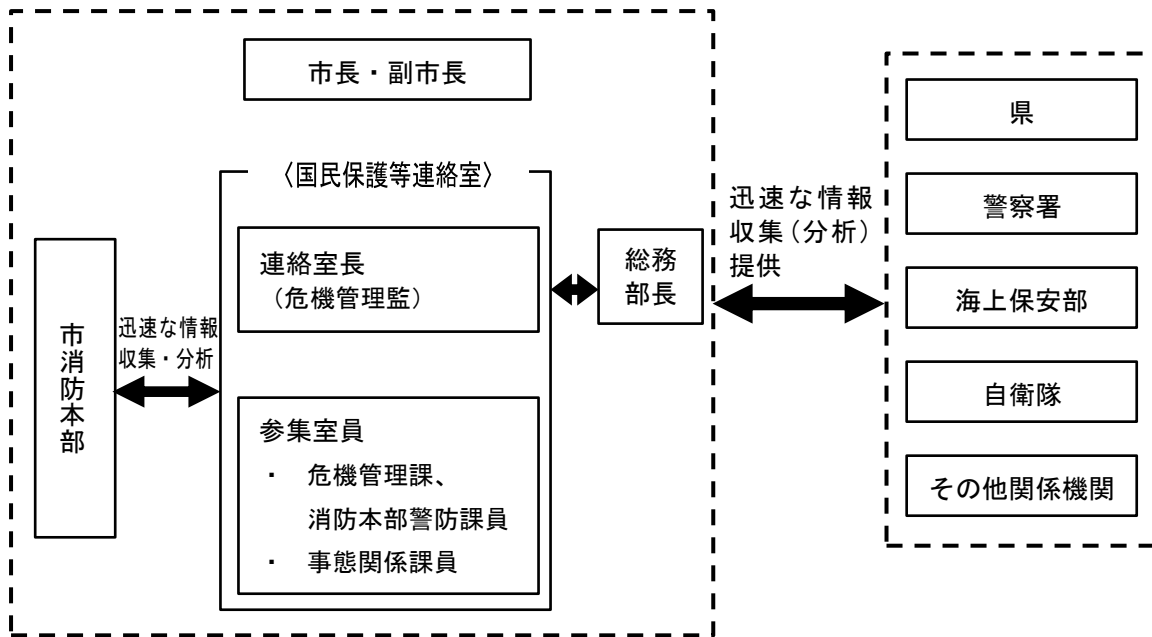 市長・副市長
〈国民保護等連絡室〉
連絡室長
（危機管理監）
参集室員
・ 危機管理課、
消防本部警防課員
・ 事態関係課員
市消防本部
迅速な情報
収集・分析
総務
部長
迅速な情報
収集（分析）
提供
県
警察署
海上保安部
自衛隊
その他関係機関